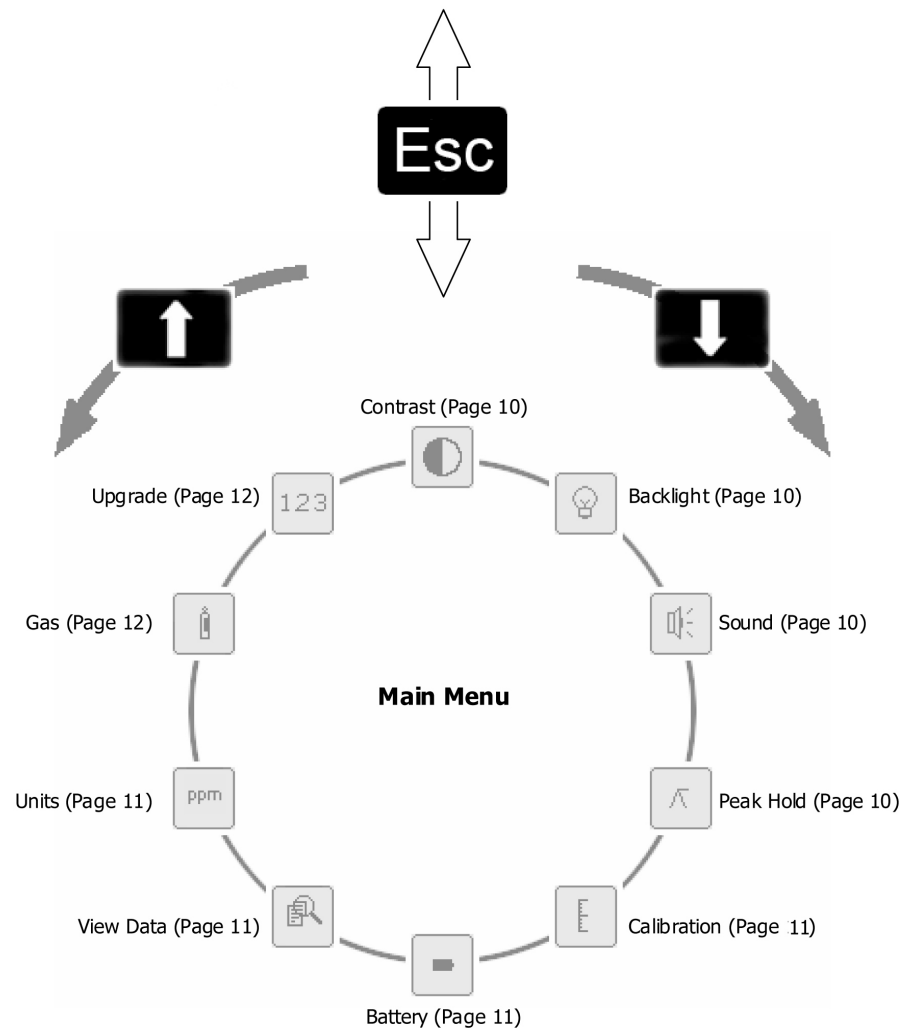 Esc
Contrast (Page 10)
Upgrade (Page 12)
123
Backlight (Page 10)
Gas (Page 12)
Sound (Page 10)
Main Menu
Units (Page 11)
ppm
Peak Hold (Page 10)
View Data (Page 11)
Calibration (Page 11)
Battery (Page 11)